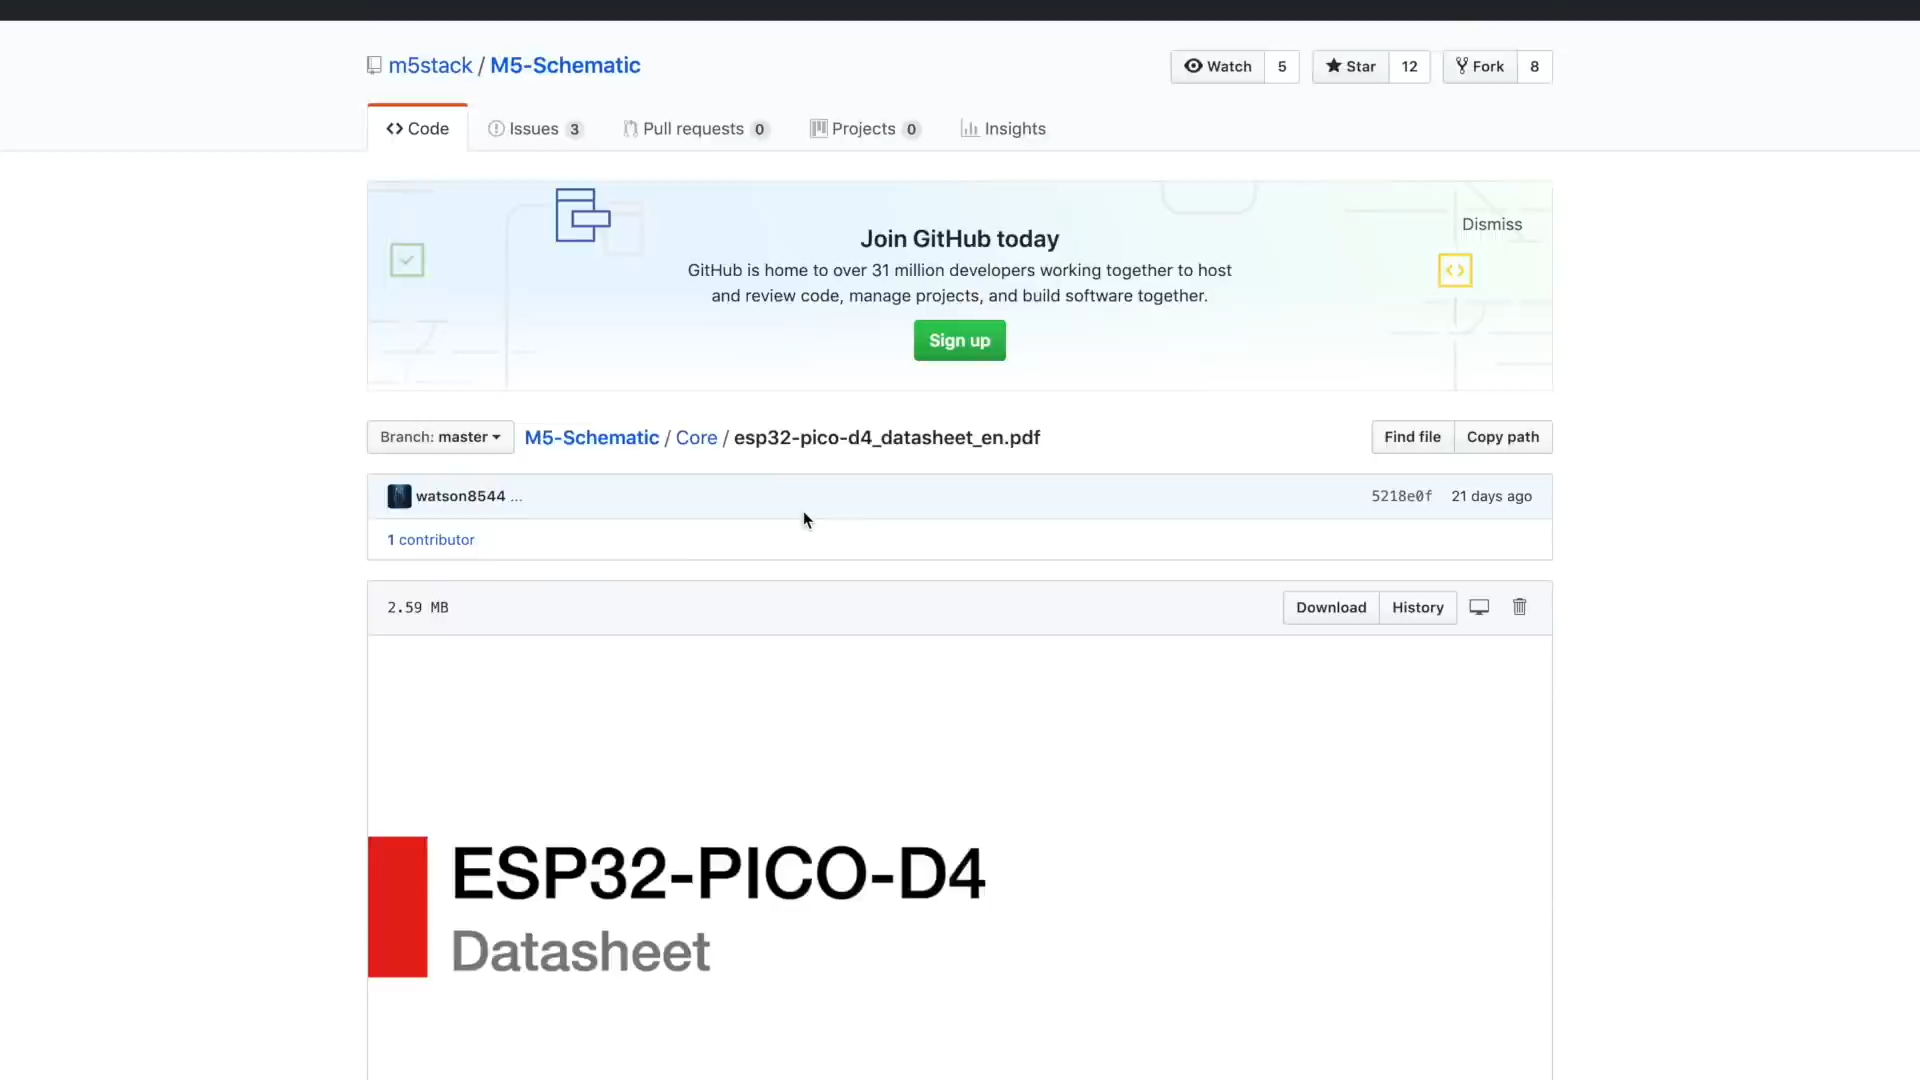 m5stack / M5-Schematic
Watch 5 Star 12 Fork 8
Code Issues 3 Pull requests 0 Projects 0 Insights
Dismiss
Join GitHub today
GitHub is home to over 31 million developers working together to host
and review code, manage projects, and build software together.
Sign up
Branch: master M5-Schematic / Core / esp32-pico-d4_datasheet_en.pdf Find file Copy path
watson8544 ... 5218e0f 21 days ago
1 contributor
2.59 MB Download History
ESP32-PICO-D4
Datasheet